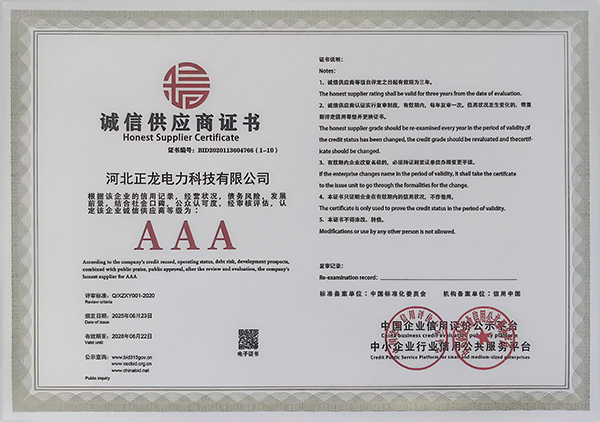 诚信供应商证书
Honest Supplier Certificate
证书编号：BID2020113604766（1-10）
河北正龙电力科技有限公司
根据该企业的信用记录，经营状况，债务风险，发展
前景，结合社会口碑，公众认可度，经审核评估，认
定该企业诚信供应商等级为：
AAA
According to the company's credit record, operating status, debt risk, development prospects,
combined with public praise, public approval, after the review and evaluation, the company's
honest supplier for AAA
评审标准：Q/XZXY001-2020
Review criteria
颁发日期：2025年06月23日
Date of issue
有效期至：2028年06月22日
Valid until
公示查询：www.bid315gov.cn
www.cecbid.org.cn
www.chinabid.net
Public inquiry
电子证书
证书说明：
Notes:
1、诚信供应商等级自评定之日起有效期为三年。
The honest supplier rating shall be valid for three years from the date of evaluation.
2、诚信供应商认证实行复审制度，有效期内，每年复审一次。信用状况发生变化的，需重
新评定信用等级并更换证书。
The honest supplier grade should be re-examined every year in the period of validity ;if
the credit status has been changed, the credit grade should be revaluated and thecertif-
icate should be changed.
3、有效期内企业改变名称的，必须持证到发证单位办理变更手续。
If the enterprise changes name in the period of validity, it shall take the certifcate
to the issue unit to go through the formalities for the change.
4、本证书只证明企业在有效期内的信用状况，不作他用。
The certificate is only used to prove the credit status in the period of validity.
5、本证书不得涂改、转借。
Modifications or use by any other person is not allowed.
复审记录：
Re-examination record:
标准备案单位：中国标准化委员会 机构备案单位：信用中国
中国企业信用评价公示平台
China business credit evaluation publicity platform
中小企业行业信用公共服务平台
Credit Public Service Platform for small and medium-sized enterprises